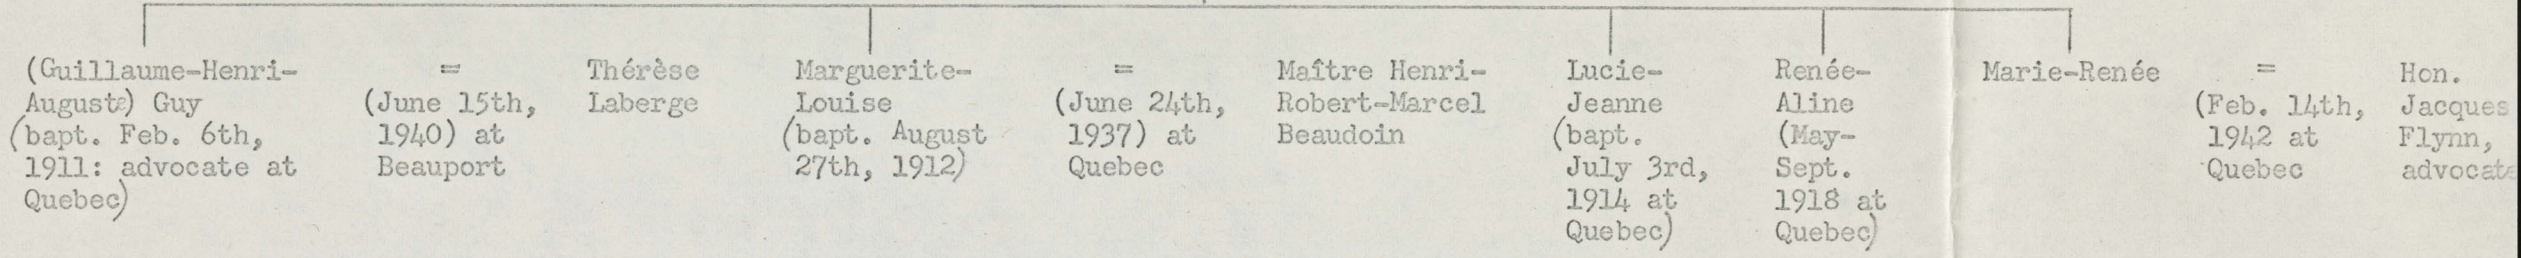 (Guillaume-Henri-
Auguste) Guy
(bapt. Feb. 6th,
1911: advocate at
Quebec)
=
(June 15th,
1940) at
Beauport
Thérèse
Laberge
Marguerite-
Louise
(bapt. August
27th, 1912)
=
(June 24th,
1937) at
Quebec
Maître Henri-
Robert-Marcel
Beaudoin
Lucie-
Jeanne
(bapt.
July 3rd,
1914 at
Quebec)
Renée-
Aline
(May-
Sept.
1918 at
Quebec)
Marie-Renée
=
(Feb. 14th,
1942 at
Quebec
Hon.
Jacques
Flynn,
advocate